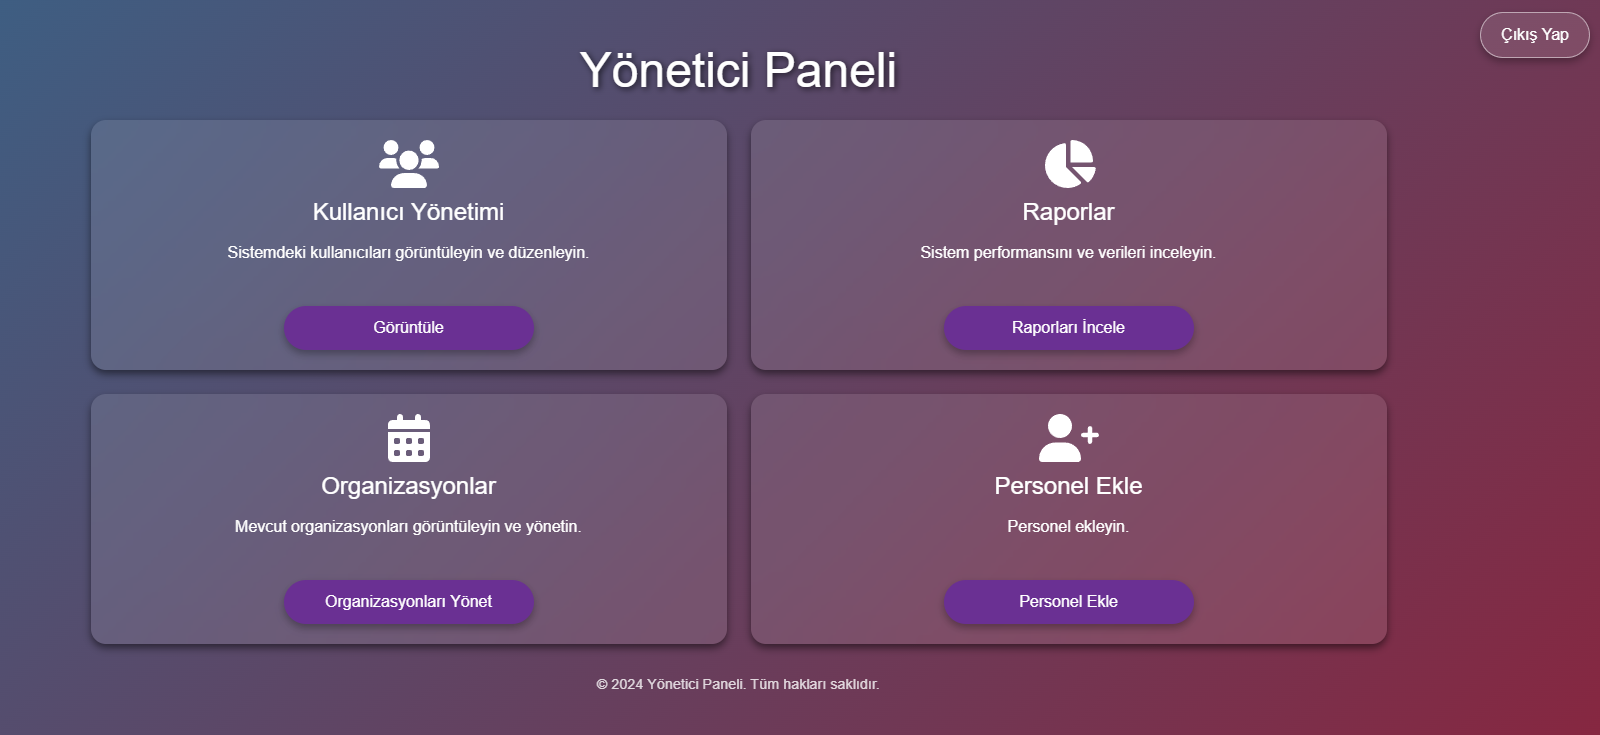 Çıkış Yap
Yönetici Paneli
Kullanıcı Yönetimi
Sistemdeki kullanıcıları görüntüleyin ve düzenleyin.
Görüntüle
Raporlar
Sistem performansını ve verileri inceleyin.
Raporları İncele
Organizasyonlar
Mevcut organizasyonları görüntüleyin ve yönetin.
Organizasyonları Yönet
Personel Ekle
Personel ekleyin.
Personel Ekle
© 2024 Yönetici Paneli. Tüm hakları saklıdır.